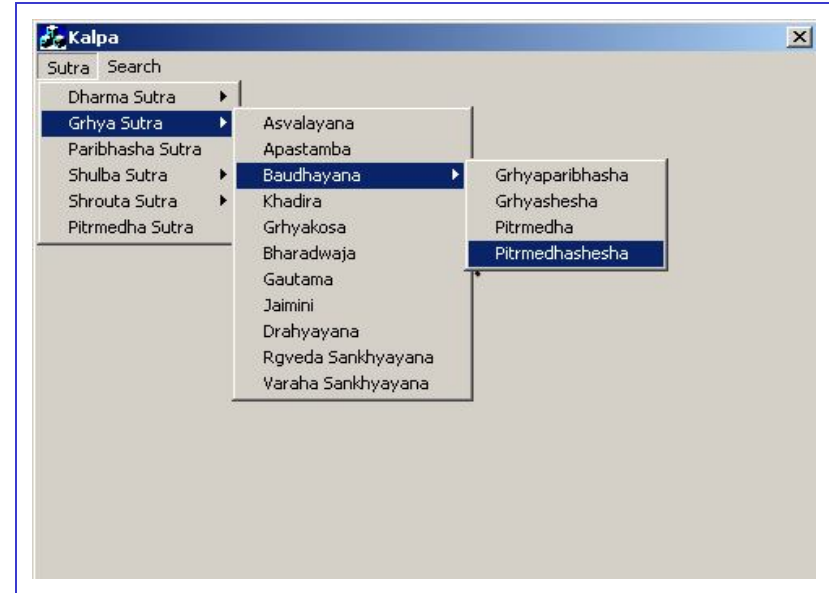 Kalpa
Sutra Search
Dharma Sutra
Grhya Sutra
Paribhasha Sutra
Shulba Sutra
Shrouta Sutra
Pitrmedha Sutra
Asvalayana
Apastamba
Baudhayana
Khadira
Grhyakosa
Bharadwaja
Gautama
Jaimini
Drahyayana
Rgveda Sankhyayana
Varaha Sankhyayana
Grhyaparibhasha
Grhyashesha
Pitrmedha
Pitrmedhashesha